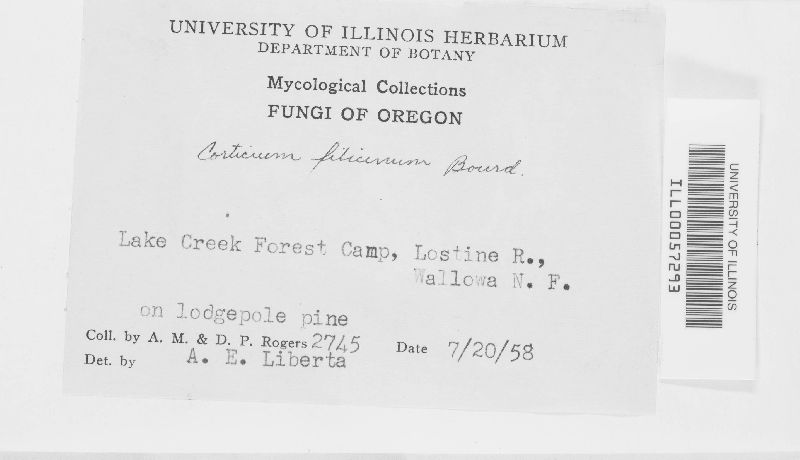 UNIVERSITY OF ILLINOIS HERBARIUM
DEPARTMENT OF BOTANY
Mycological Collections
FUNGI OF OREGON
Corticium filicinum Bourd.
Lake Creek Forest Camp, Lostine R.,
Wallowa N. F.
on lodgepole pine
Coll. by A. M. & D. P. Rogers 2745 Date 7/20/58
Det. by A. E. Liberta
UNIVERSITY OF ILLINOIS
ILL00057293